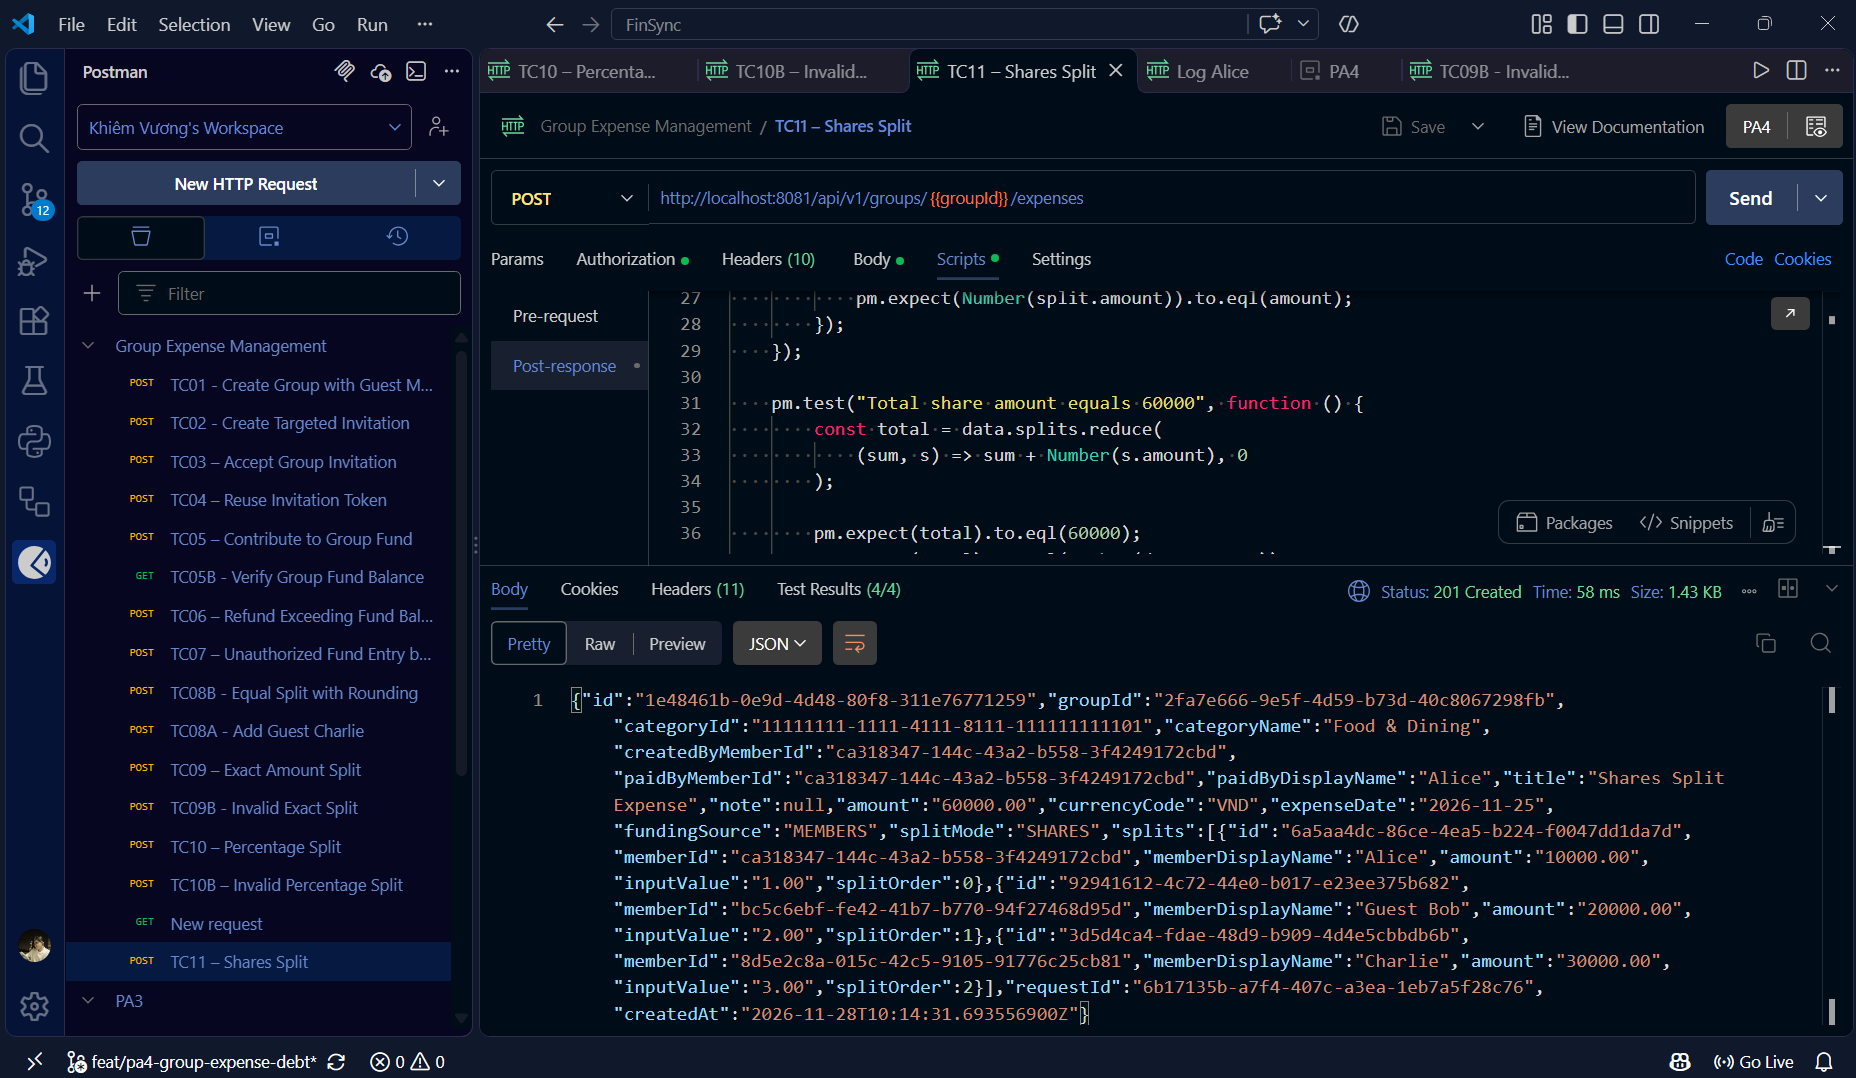 File Edit Selection View Go Run ··· FinSync
Postman
Khiêm Vương's Workspace
New HTTP Request
12
Filter
Group Expense Management
POST TC01 - Create Group with Guest M...
POST TC02 - Create Targeted Invitation
POST TC03 – Accept Group Invitation
POST TC04 – Reuse Invitation Token
POST TC05 – Contribute to Group Fund
GET TC05B - Verify Group Fund Balance
POST TC06 – Refund Exceeding Fund Bal...
POST TC07 – Unauthorized Fund Entry b...
POST TC08B - Equal Split with Rounding
POST TC08A - Add Guest Charlie
POST TC09 – Exact Amount Split
POST TC09B - Invalid Exact Split
POST TC10 – Percentage Split
POST TC10B – Invalid Percentage Split
GET New request
POST TC11 – Shares Split
PA3
HTTP TC10 – Percenta... HTTP TC10B – Invalid... HTTP TC11 – Shares Split HTTP Log Alice PA4 HTTP TC09B - Invalid...
HTTP Group Expense Management / TC11 – Shares Split Save View Documentation PA4
POST http://localhost:8081/api/v1/groups/{{groupId}}/expenses Send
Params Authorization Headers (10) Body Scripts Settings Code Cookies
Pre-request
Post-response
27 pm.expect(Number(split.amount)).to.eql(amount);
28 });
29 });
30
31 pm.test("Total share amount equals 60000", function () {
32 const total = data.splits.reduce(
33 (sum, s) => sum + Number(s.amount), 0
34 );
35
36 pm.expect(total).to.eql(60000);
Packages Snippets
Body Cookies Headers (11) Test Results (4/4) Status: 201 Created Time: 58 ms Size: 1.43 KB
Pretty Raw Preview JSON
1 {"id":"1e48461b-0e9d-4d48-80f8-311e76771259","groupId":"2fa7e666-9e5f-4d59-b73d-40c8067298fb",
"categoryId":"11111111-1111-4111-8111-111111111101","categoryName":"Food & Dining",
"createdByMemberId":"ca318347-144c-43a2-b558-3f4249172cbd",
"paidByMemberId":"ca318347-144c-43a2-b558-3f4249172cbd","paidByDisplayName":"Alice","title":"Shares Split
Expense","note":null,"amount":"60000.00","currencyCode":"VND","expenseDate":"2026-11-25",
"fundingSource":"MEMBERS","splitMode":"SHARES","splits":[{"id":"6a5aa4dc-86ce-4ea5-b224-f0047dd1da7d",
"memberId":"ca318347-144c-43a2-b558-3f4249172cbd","memberDisplayName":"Alice","amount":"10000.00",
"inputValue":"1.00","splitOrder":0},{"id":"92941612-4c72-44e0-b017-e23ee375b682",
"memberId":"bc5c6ebf-fe42-41b7-b770-94f27468d95d","memberDisplayName":"Guest Bob","amount":"20000.00",
"inputValue":"2.00","splitOrder":1},{"id":"3d5d4ca4-fdae-48d9-b909-4d4e5cbbdb6b",
"memberId":"8d5e2c8a-015c-42c5-9105-91776c25cb81","memberDisplayName":"Charlie","amount":"30000.00",
"inputValue":"3.00","splitOrder":2}],"requestId":"6b17135b-a7f4-407c-a3ea-1eb7a5f28c76",
"createdAt":"2026-11-28T10:14:31.693556900Z"}
feat/pa4-group-expense-debt* 0 0 Go Live